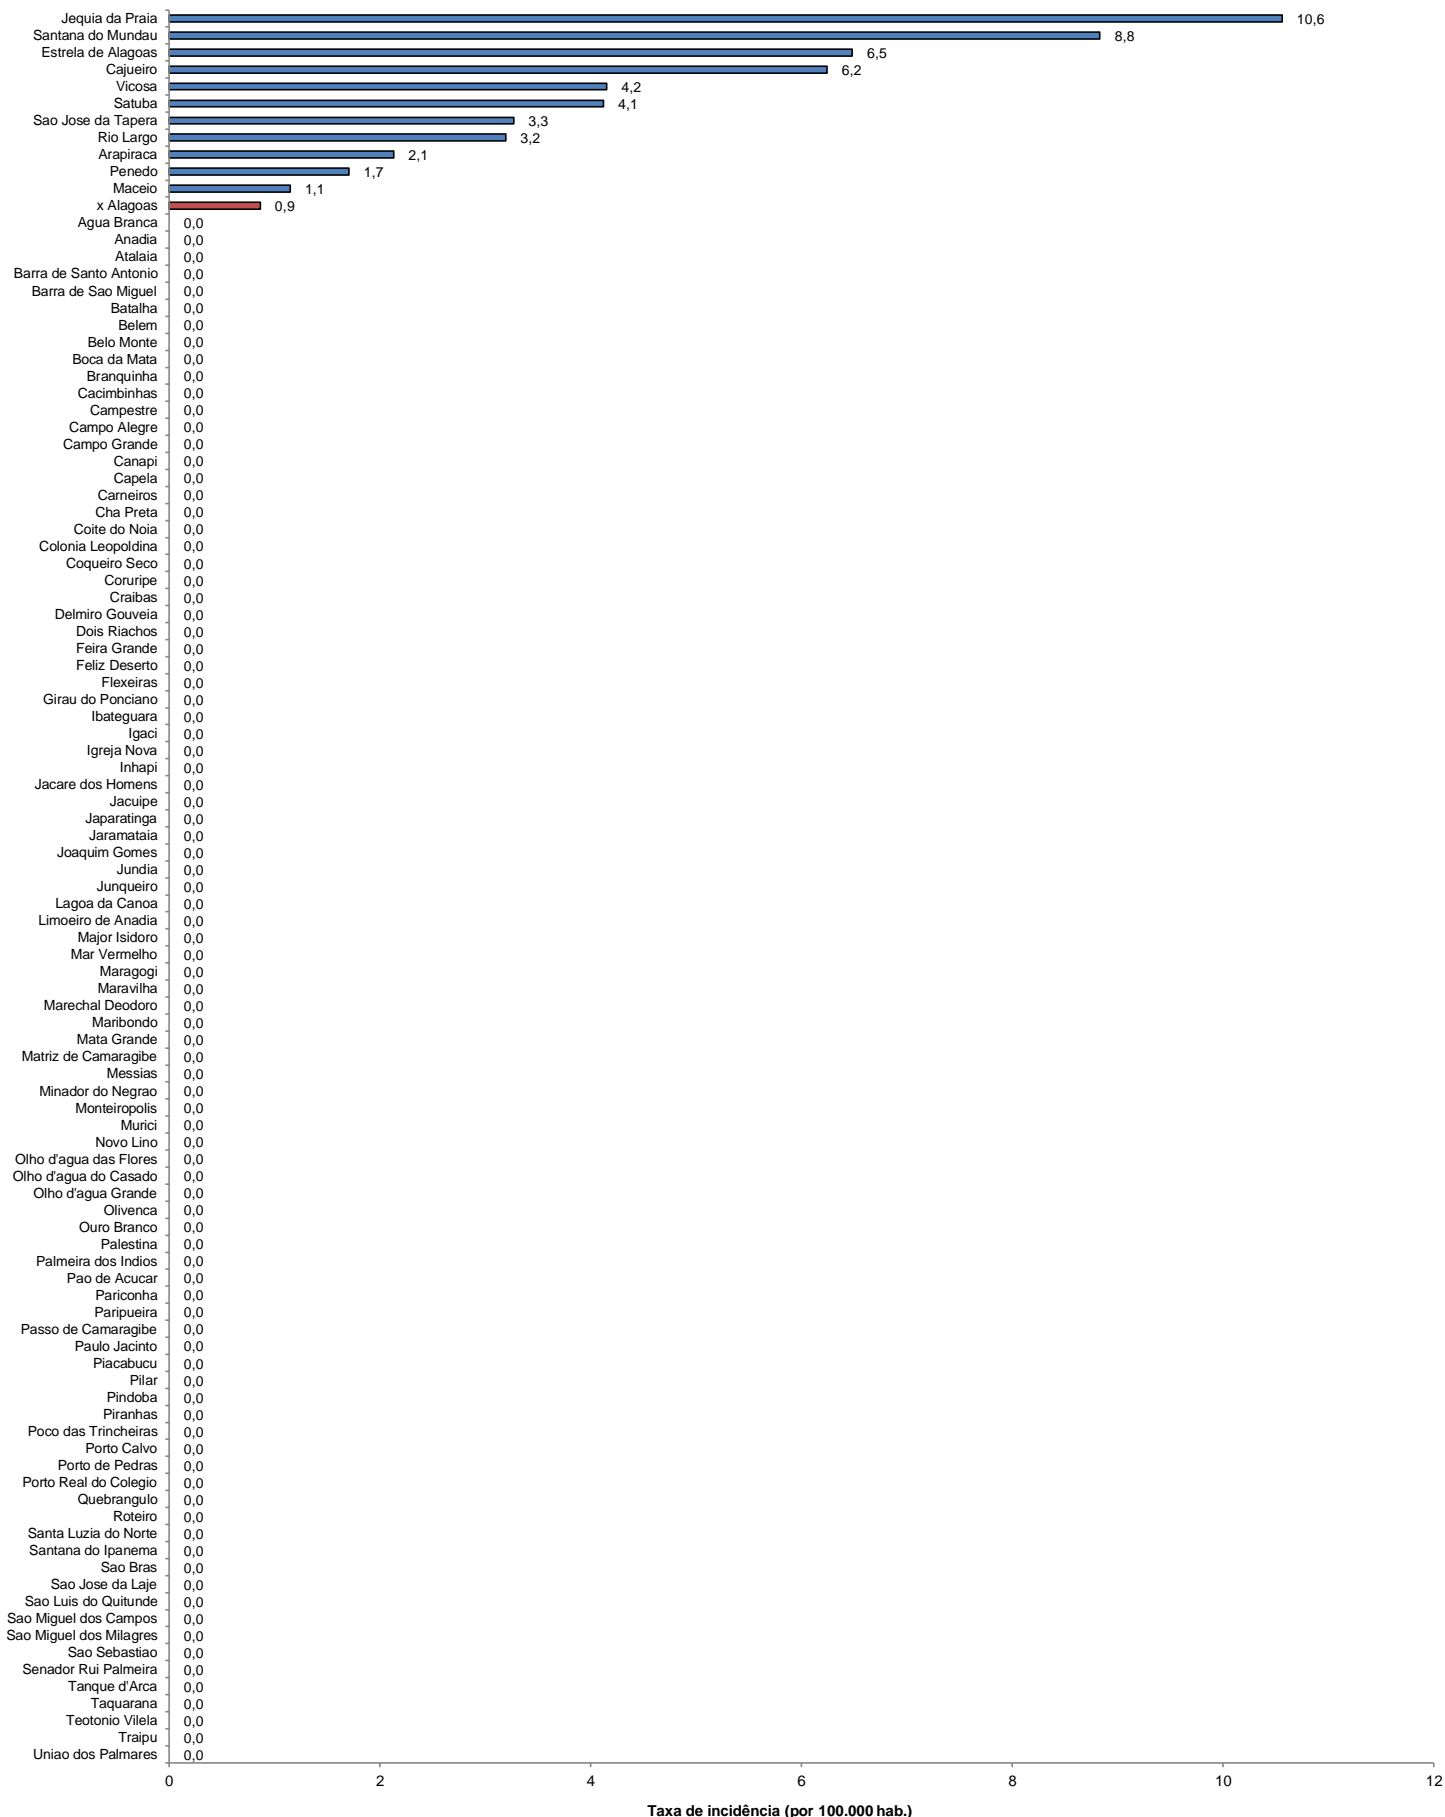 Jequia da Praia 10,6
Santana do Mundau 8,8
Estrela de Alagoas 6,5
Cajueiro 6,2
Vicosa 4,2
Satuba 4,1
Sao Jose da Tapera 3,3
Rio Largo 3,2
Arapiraca 2,1
Penedo 1,7
Maceio 1,1
x Alagoas 0,9
Agua Branca 0,0
Anadia 0,0
Atalaia 0,0
Barra de Santo Antonio 0,0
Barra de Sao Miguel 0,0
Batalha 0,0
Belem 0,0
Belo Monte 0,0
Boca da Mata 0,0
Branquinha 0,0
Cacimbinhas 0,0
Campestre 0,0
Campo Alegre 0,0
Campo Grande 0,0
Canapi 0,0
Capela 0,0
Carneiros 0,0
Cha Preta 0,0
Coite do Noia 0,0
Colonia Leopoldina 0,0
Coqueiro Seco 0,0
Coruripe 0,0
Craibas 0,0
Delmiro Gouveia 0,0
Dois Riachos 0,0
Feira Grande 0,0
Feliz Deserto 0,0
Flexeiras 0,0
Girau do Ponciano 0,0
Ibateguara 0,0
Igaci 0,0
Igreja Nova 0,0
Inhapi 0,0
Jacare dos Homens 0,0
Jacuipe 0,0
Japaratinga 0,0
Jaramataia 0,0
Joaquim Gomes 0,0
Jundia 0,0
Junqueiro 0,0
Lagoa da Canoa 0,0
Limoeiro de Anadia 0,0
Major Isidoro 0,0
Mar Vermelho 0,0
Maragogi 0,0
Maravilha 0,0
Marechal Deodoro 0,0
Maribondo 0,0
Mata Grande 0,0
Matriz de Camaragibe 0,0
Messias 0,0
Minador do Negrao 0,0
Monteiropolis 0,0
Murici 0,0
Novo Lino 0,0
Olho d'agua das Flores 0,0
Olho d'agua do Casado 0,0
Olho d'agua Grande 0,0
Olivenca 0,0
Ouro Branco 0,0
Palestina 0,0
Palmeira dos Indios 0,0
Pao de Acucar 0,0
Pariconha 0,0
Paripueira 0,0
Passo de Camaragibe 0,0
Paulo Jacinto 0,0
Piacabucu 0,0
Pilar 0,0
Pindoba 0,0
Piranhas 0,0
Poco das Trincheiras 0,0
Porto Calvo 0,0
Porto de Pedras 0,0
Porto Real do Colegio 0,0
Quebrangulo 0,0
Roteiro 0,0
Santa Luzia do Norte 0,0
Santana do Ipanema 0,0
Sao Bras 0,0
Sao Jose da Laje 0,0
Sao Luis do Quitunde 0,0
Sao Miguel dos Campos 0,0
Sao Miguel dos Milagres 0,0
Sao Sebastiao 0,0
Senador Rui Palmeira 0,0
Tanque d'Arca 0,0
Taquarana 0,0
Teotonio Vilela 0,0
Traipu 0,0
Uniao dos Palmares 0,0
0 2 4 6 8 10 12
Taxa de incidência (por 100.000 hab.)